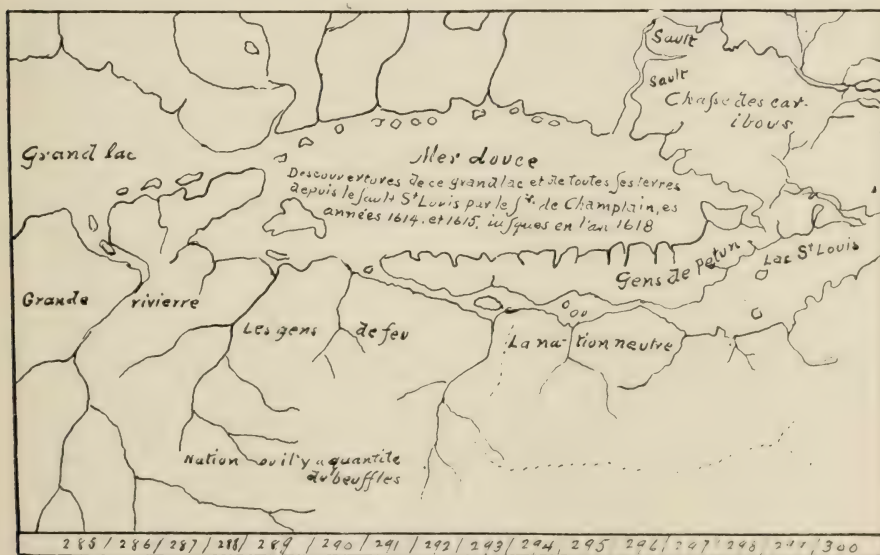 Sault
Sault
Chasse des car-
ibous
Grand lac
Mer douce
Descouvertures de ce grand lac et de toutes ses terres
depuis le sault St Louis par le sr. de Champlain, es
années 1614, et 1615, iusques en l'an 1618
Gens de petun
Lac St Louis
Grande rivierre
Les gens de feu
La nation neutre
Nation ou il y a quantite
de beuffles
285 / 286 / 287 / 288 / 289 / 290 / 291 / 292 / 293 / 294 / 295 / 296 / 297 / 298 / 299 / 300